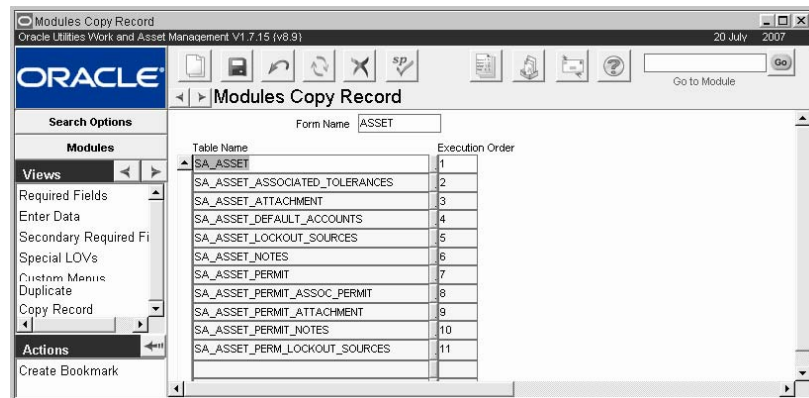 Modules Copy Record
Oracle Utilities Work and Asset Management V1.7.15 (v8.9) 20 July 2007
ORACLE
sp
Go
Go to Module
Modules Copy Record
Search Options
Modules
Views
Required Fields
Enter Data
Secondary Required Fi
Special LOVs
Custom Menus
Duplicate
Copy Record
Actions
Create Bookmark
Form Name ASSET
Table Name Execution Order
SA_ASSET 1
SA_ASSET_ASSOCIATED_TOLERANCES 2
SA_ASSET_ATTACHMENT 3
SA_ASSET_DEFAULT_ACCOUNTS 4
SA_ASSET_LOCKOUT_SOURCES 5
SA_ASSET_NOTES 6
SA_ASSET_PERMIT 7
SA_ASSET_PERMIT_ASSOC_PERMIT 8
SA_ASSET_PERMIT_ATTACHMENT 9
SA_ASSET_PERMIT_NOTES 10
SA_ASSET_PERM_LOCKOUT_SOURCES 11